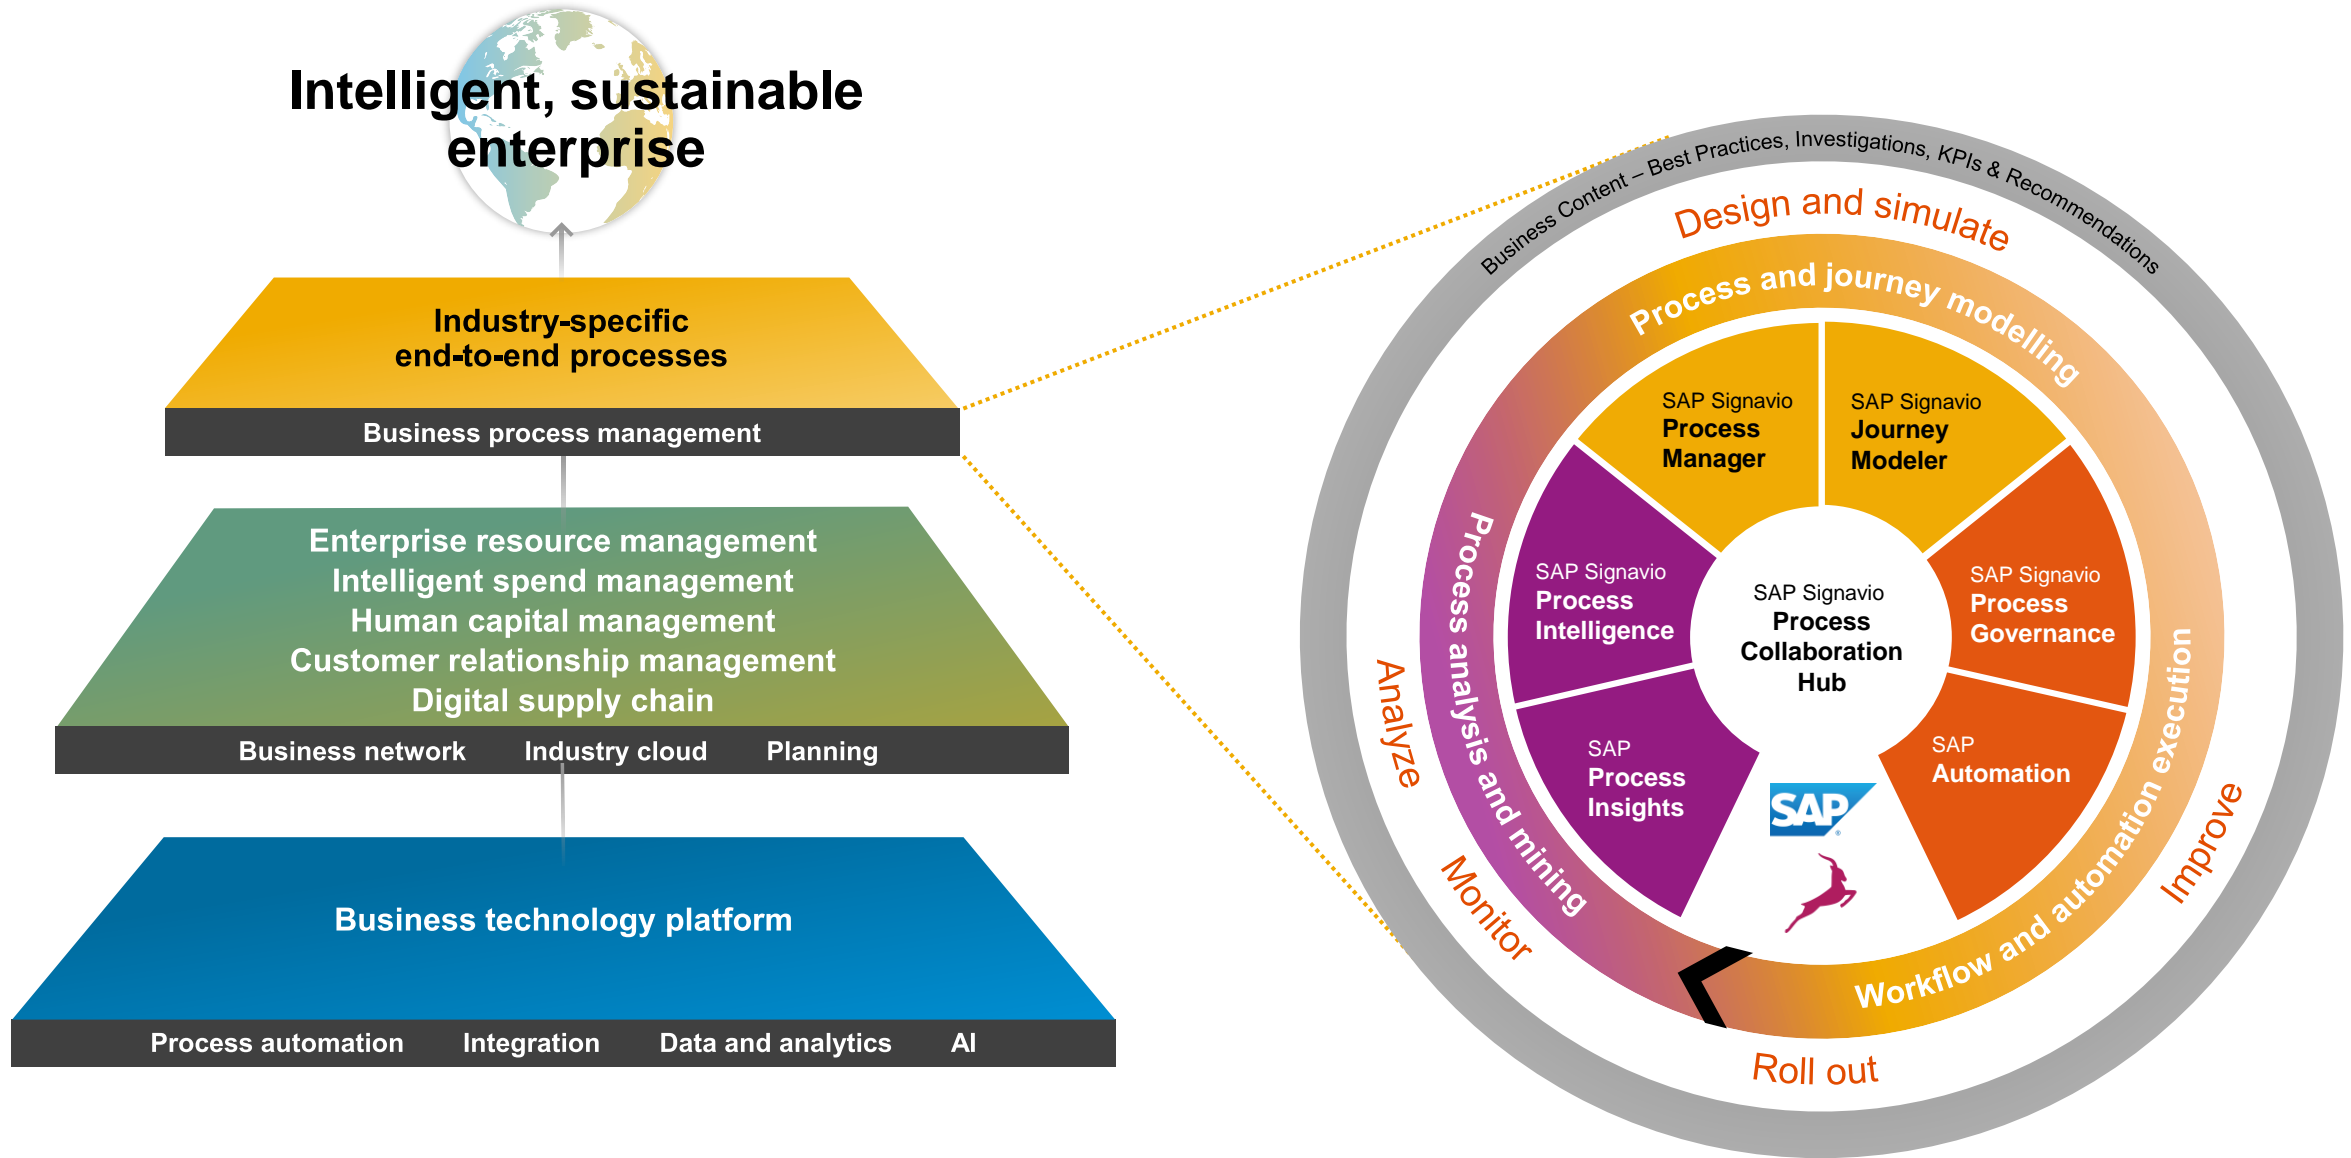 Intelligent, sustainable
enterprise
Industry-specific
end-to-end processes
Business process management
Enterprise resource management
Intelligent spend management
Human capital management
Customer relationship management
Digital supply chain
Business network Industry cloud Planning
Business technology platform
Process automation Integration Data and analytics AI
Business Content – Best Practices, Investigations, KPIs & Recommendations
Design and simulate
Process and journey modelling
SAP Signavio
Process
Manager
SAP Signavio
Journey
Modeler
SAP Signavio
Process
Intelligence
SAP Signavio
Process
Collaboration
Hub
SAP Signavio
Process
Governance
SAP
Process
Insights
SAP
Automation
SAP®
Process analysis and mining
Workflow and automation execution
Analyze
Monitor
Improve
Roll out